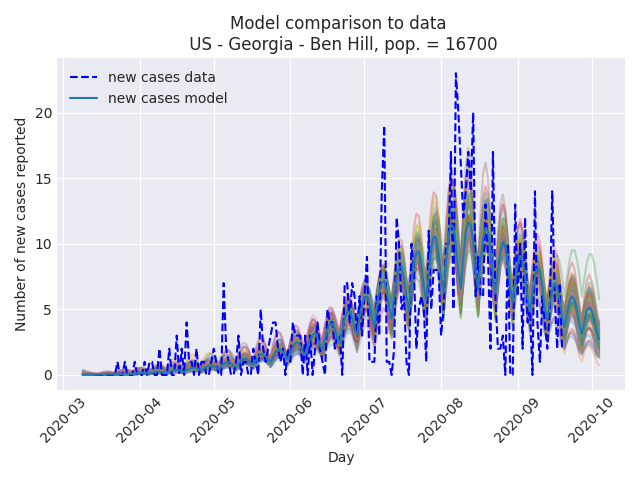 Model comparison to data
US - Georgia - Ben Hill, pop. = 16700
new cases data
new cases model
Number of new cases reported
20
15
10
5
0
2020-03
2020-04
2020-05
2020-06
2020-07
2020-08
2020-09
2020-10
Day